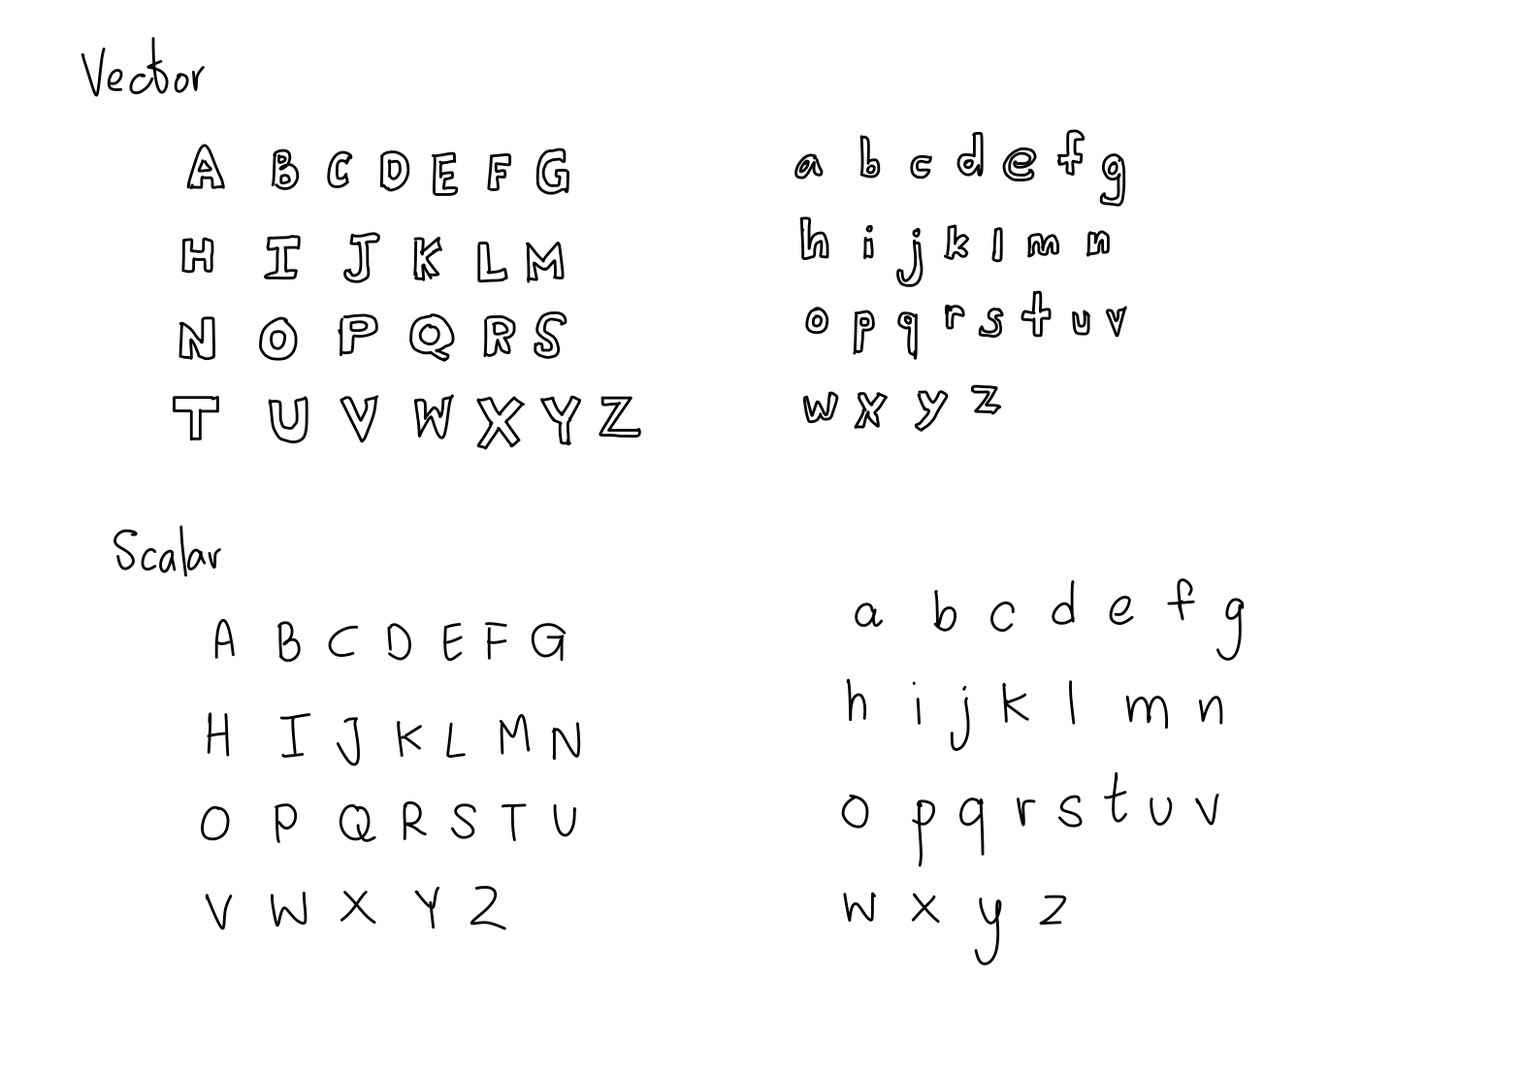 Vector
A B C D E F G
H I J K L M
N O P Q R S
T U V W X Y Z
a b c d e f g
h i j k l m n
o p q r s t u v
w x y z
Scalar
A B C D E F G
H I J K L M N
O P Q R S T U
V W X Y Z
a b c d e f g
h i j k l m n
o p q r s t u v
w x y z